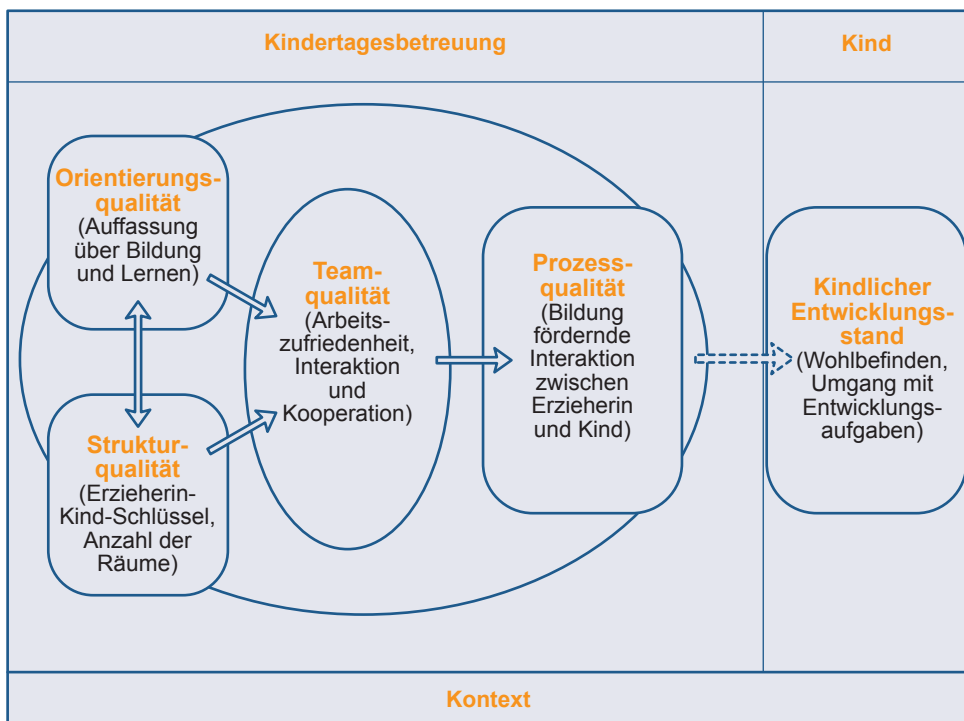 Kindertagesbetreuung
Kind
Orientierungs-
qualität
(Auffassung
über Bildung
und Lernen)
Struktur-
qualität
(Erzieherin-
Kind-Schlüssel,
Anzahl der
Räume)
Team-
qualität
(Arbeits-
zufriedenheit,
Interaktion
und
Kooperation)
Prozess-
qualität
(Bildung
fördernde
Interaktion
zwischen
Erzieherin
und Kind)
Kindlicher
Entwicklungs-
stand
(Wohlbefinden,
Umgang mit
Entwicklungs-
aufgaben)
Kontext